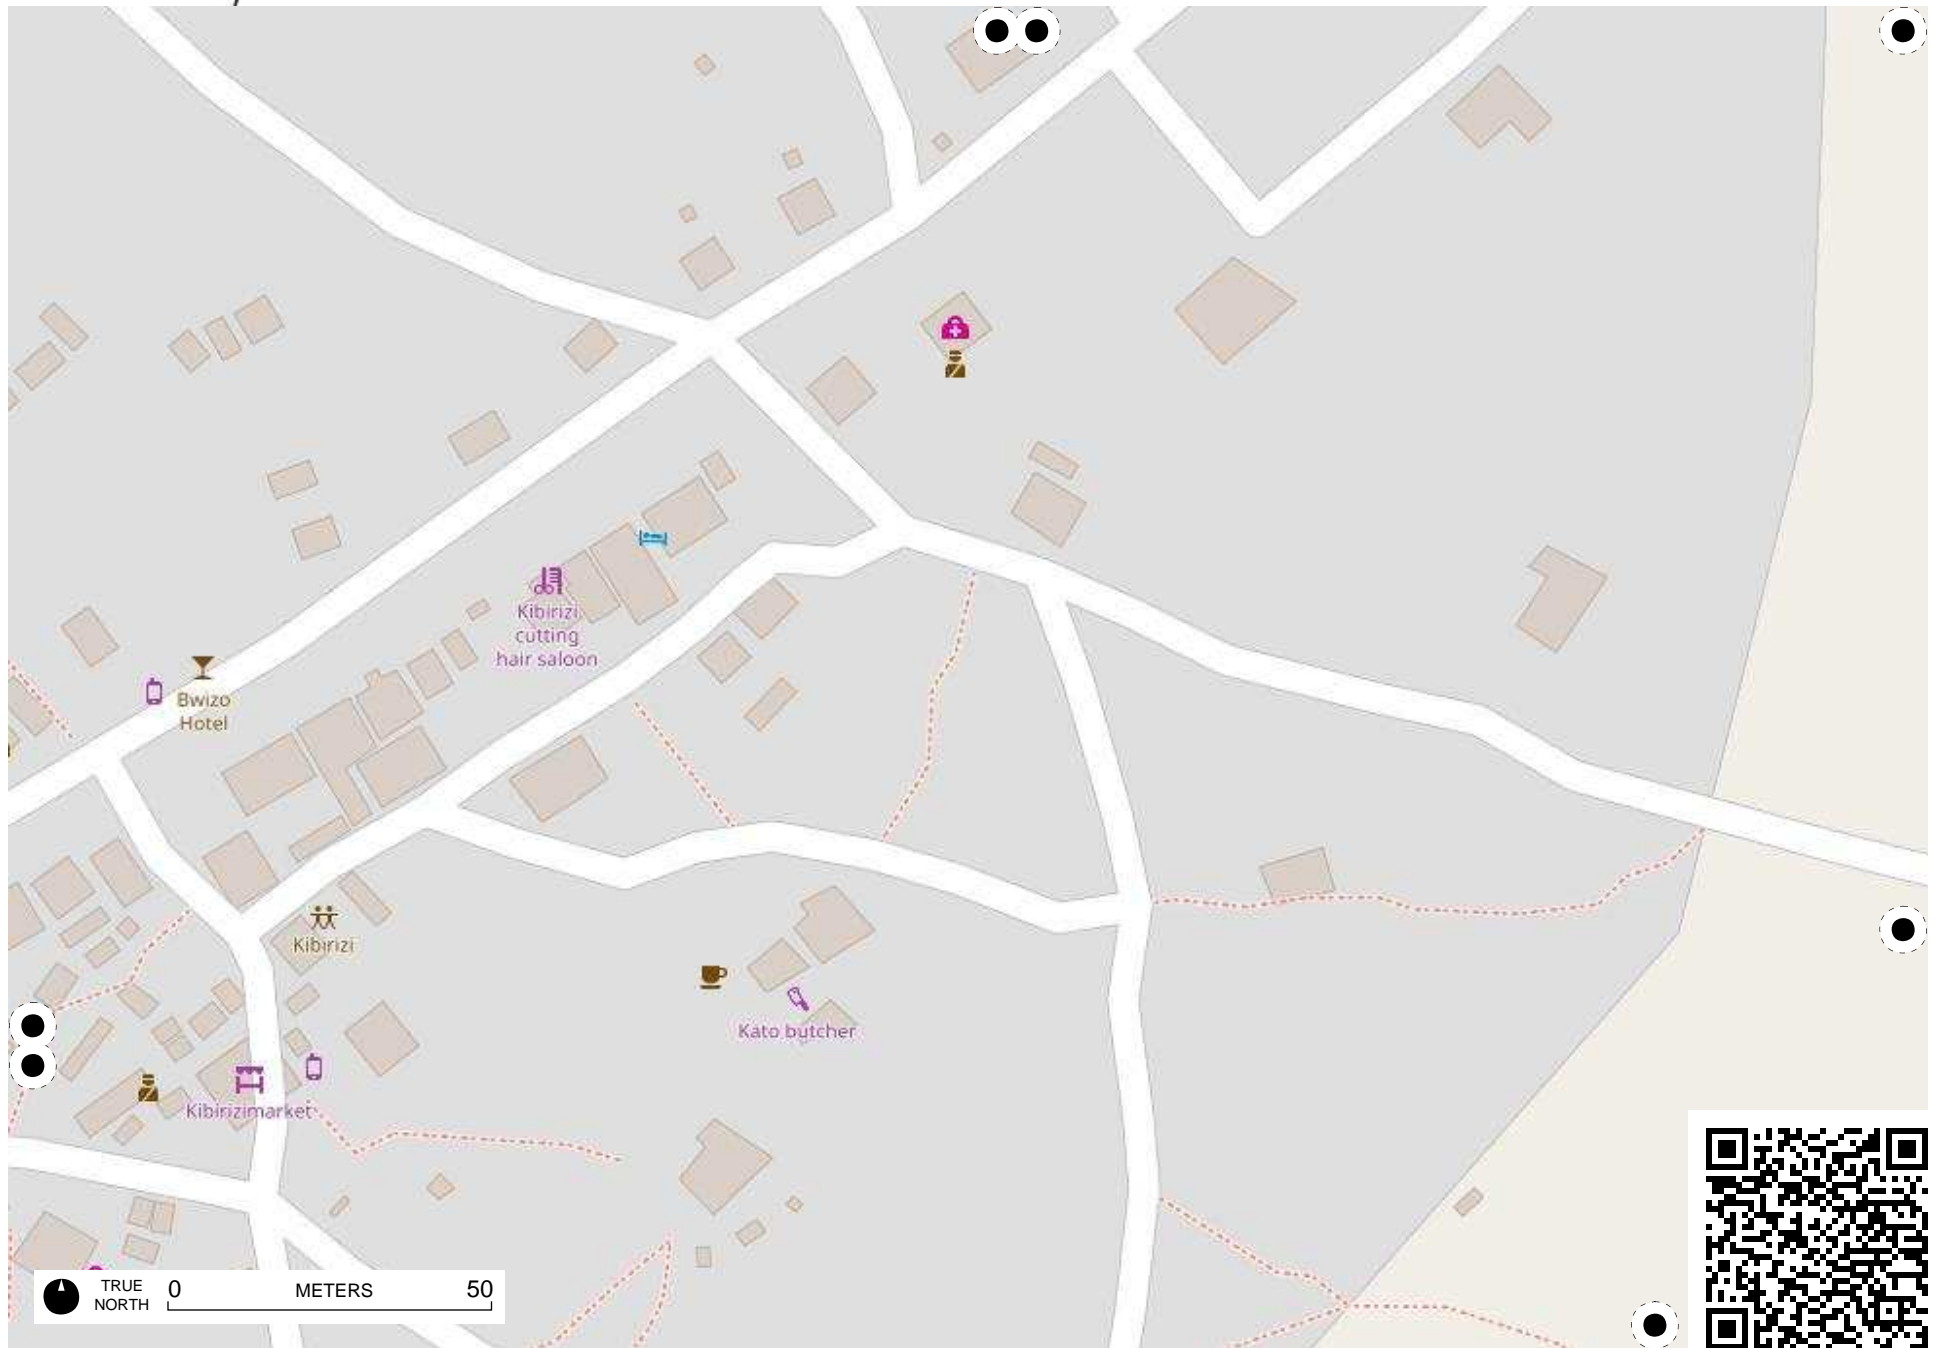 Kibirizi
cutting
hair saloon
Bwizo
Hotel
Kibirizi
Kato butcher
Kibirizimarket
TRUE
NORTH
0 METERS 50